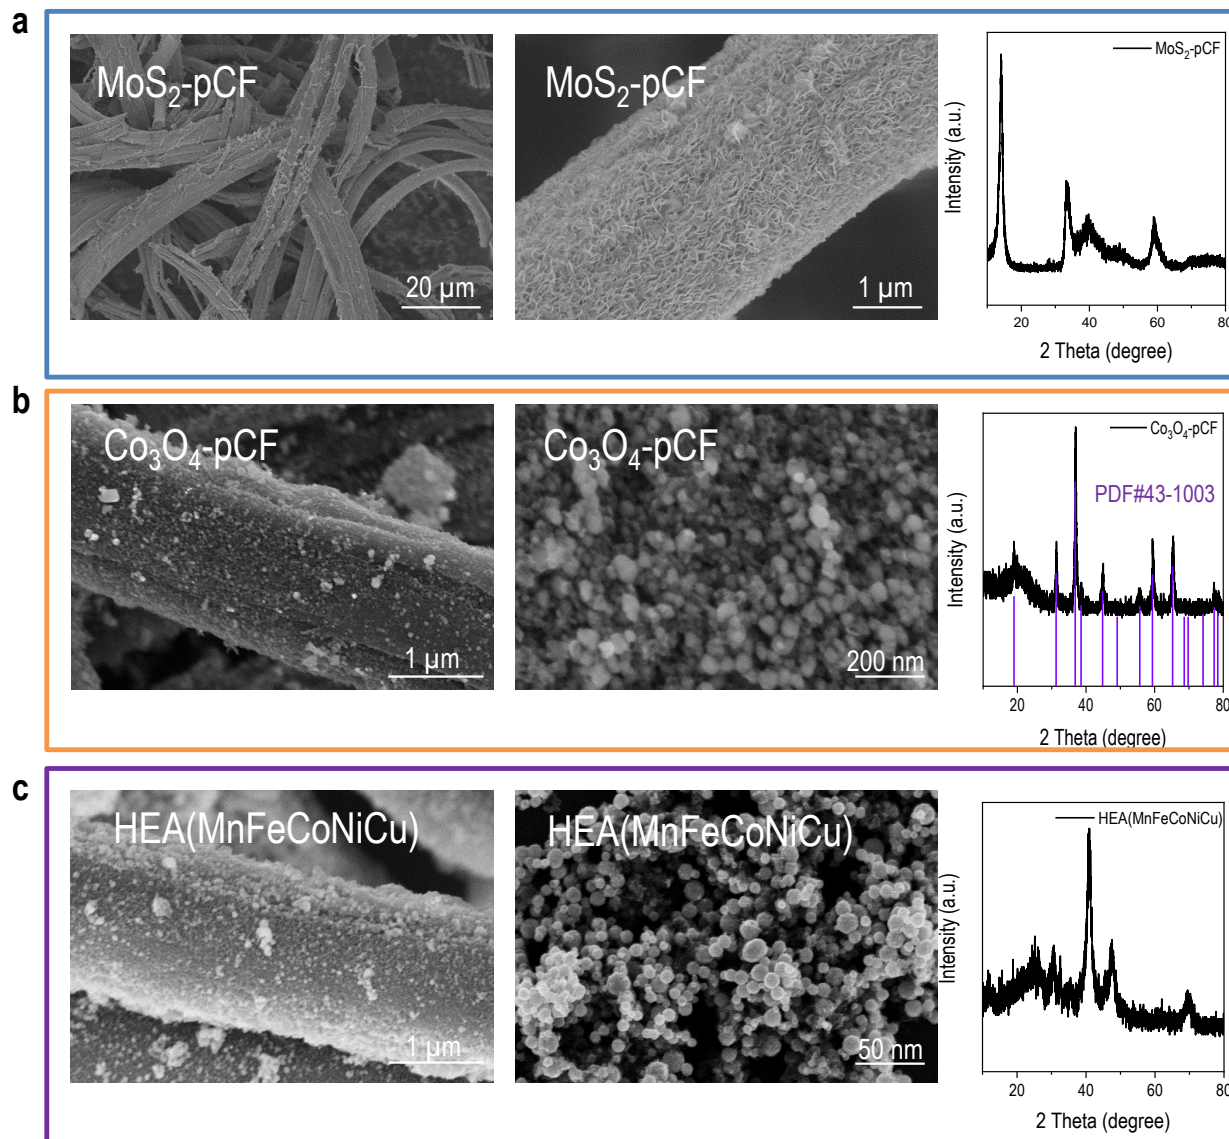 a
MoS₂-pCF
20 µm
MoS₂-pCF
1 µm
MoS₂-pCF
Intensity (a.u.)
20 40 60 80
2 Theta (degree)
b
Co₃O₄-pCF
1 µm
Co₃O₄-pCF
200 nm
Co₃O₄-pCF
PDF#43-1003
Intensity (a.u.)
20 40 60 80
2 Theta (degree)
c
HEA(MnFeCoNiCu)
1 µm
HEA(MnFeCoNiCu)
50 nm
HEA(MnFeCoNiCu)
Intensity (a.u.)
20 40 60 80
2 Theta (degree)